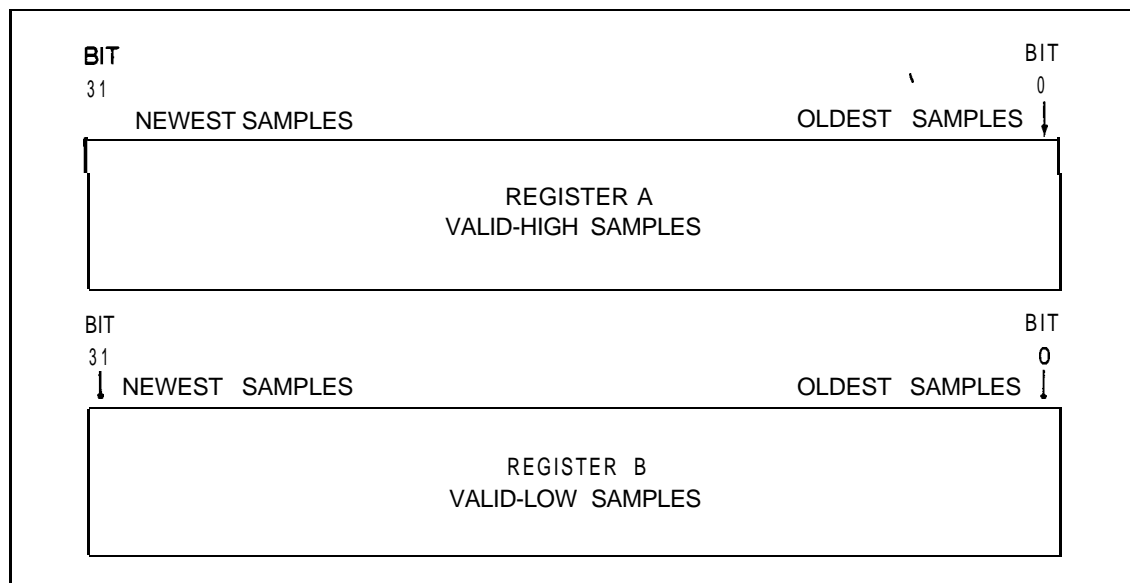 BIT BIT
31 0
NEWEST SAMPLES OLDEST SAMPLES
REGISTER A
VALID-HIGH SAMPLES
BIT BIT
31 0
NEWEST SAMPLES OLDEST SAMPLES
REGISTER B
VALID-LOW SAMPLES